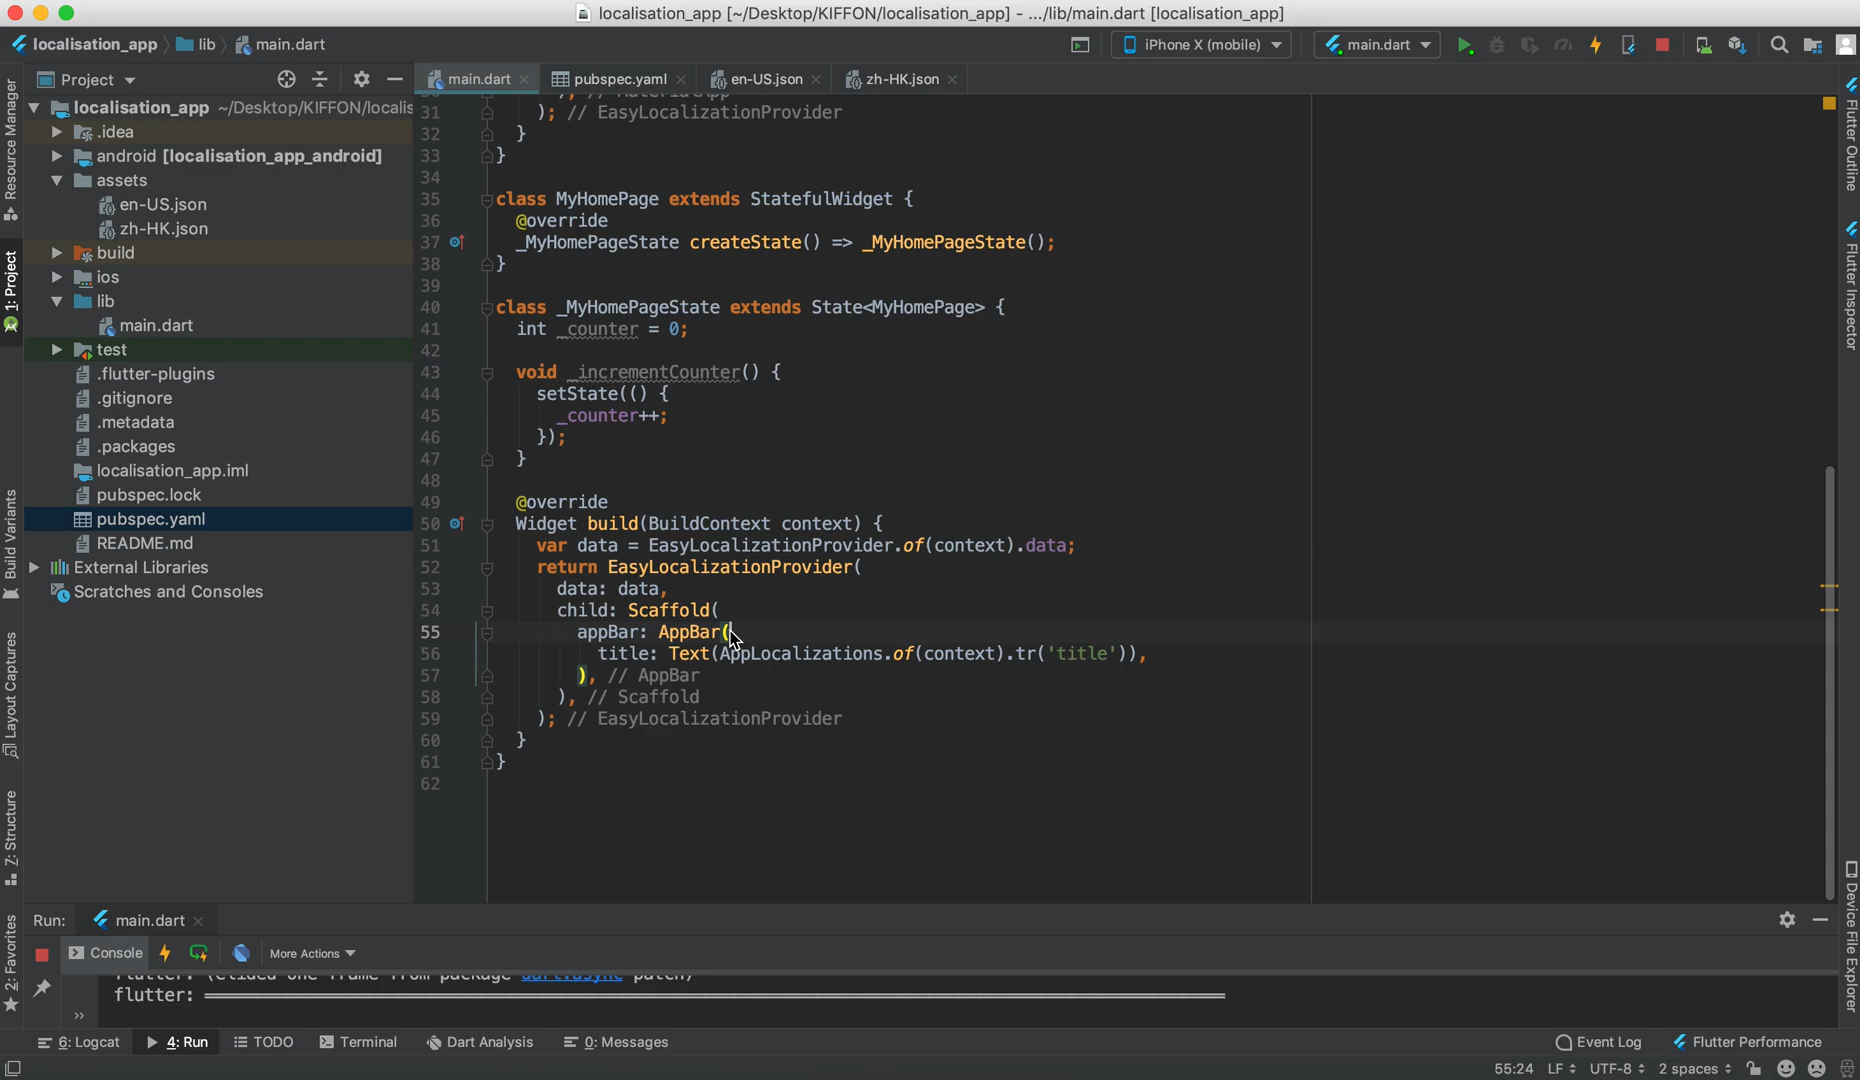 localisation_app [~/Desktop/KIFFON/localisation_app] - .../lib/main.dart [localisation_app]
localisation_app lib main.dart
iPhone X (mobile)
main.dart
Project
main.dart
pubspec.yaml
en-US.json
zh-HK.json
localisation_app ~/Desktop/KIFFON/localis
.idea
android [localisation_app_android]
assets
en-US.json
zh-HK.json
build
ios
lib
main.dart
test
.flutter-plugins
.gitignore
.metadata
.packages
localisation_app.iml
pubspec.lock
pubspec.yaml
README.md
External Libraries
Scratches and Consoles
Resource Manager
1: Project
Build Variants
Layout Captures
7: Structure
2: Favorites
31 ); // EasyLocalizationProvider
32 }
33 }
34
35 class MyHomePage extends StatefulWidget {
36 @override
37 _MyHomePageState createState() => _MyHomePageState();
38 }
39
40 class _MyHomePageState extends State<MyHomePage> {
41 int _counter = 0;
42
43 void _incrementCounter() {
44 setState(() {
45 _counter++;
46 });
47 }
48
49 @override
50 Widget build(BuildContext context) {
51 var data = EasyLocalizationProvider.of(context).data;
52 return EasyLocalizationProvider(
53 data: data,
54 child: Scaffold(
55 appBar: AppBar(
56 title: Text(AppLocalizations.of(context).tr('title')),
57 ), // AppBar
58 ), // Scaffold
59 ); // EasyLocalizationProvider
60 }
61 }
62
Flutter Outline
Flutter Inspector
Device File Explorer
Run: main.dart
Console
More Actions
flutter: (elided one frame from package dart:async patch)
flutter: ════════════════════
6: Logcat
4: Run
TODO
Terminal
Dart Analysis
0: Messages
Event Log
Flutter Performance
55:24 LF UTF-8 2 spaces